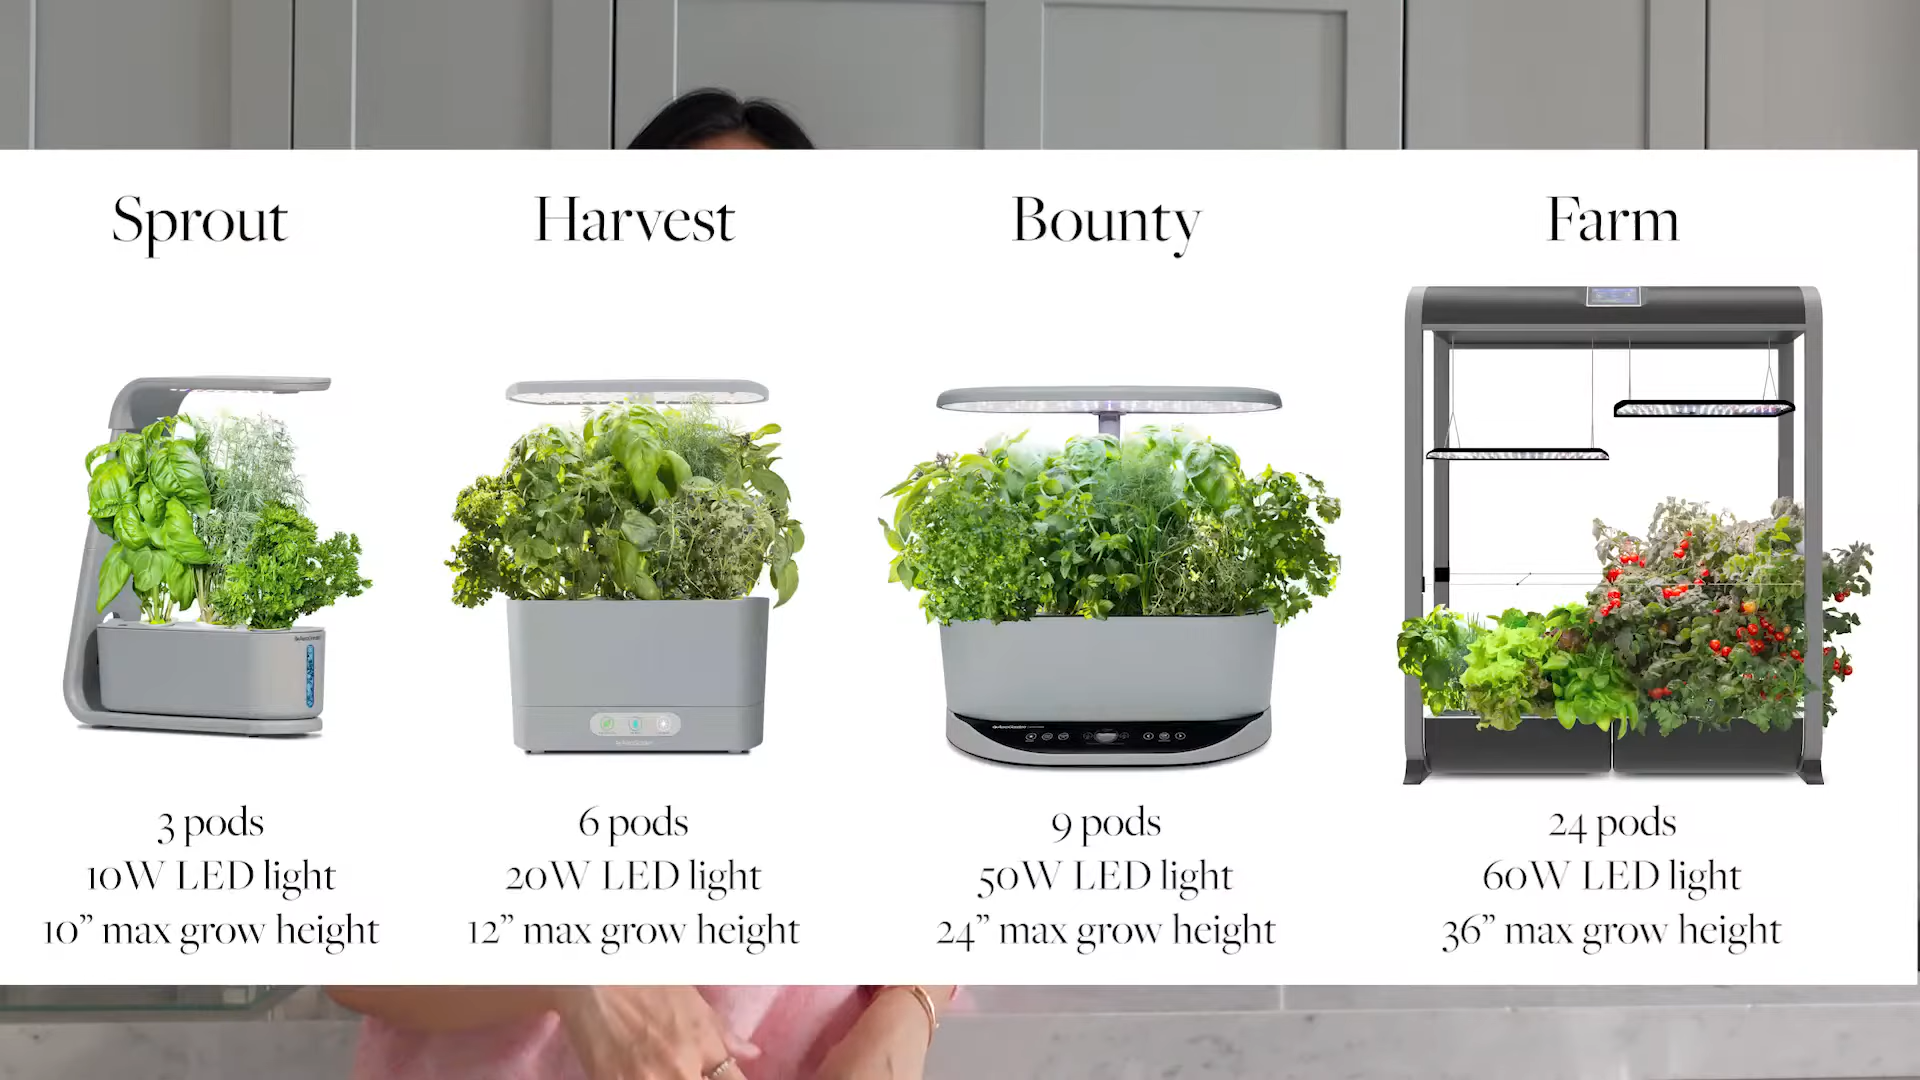 Sprout
Harvest
Bounty
Farm
3 pods
10W LED light
10” max grow height
6 pods
20W LED light
12” max grow height
9 pods
50W LED light
24” max grow height
24 pods
60W LED light
36” max grow height